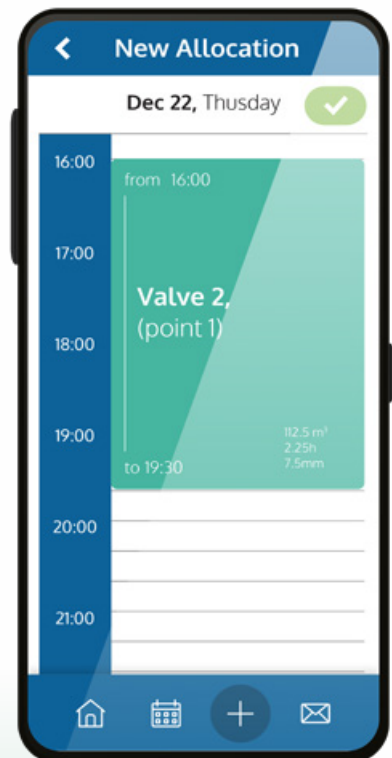 New Allocation
Dec 22, Thusday
16:00
from 16:00
17:00
Valve 2,
(point 1)
18:00
19:00
112.5 m³
2.25h
7.5mm
to 19:30
20:00
21:00